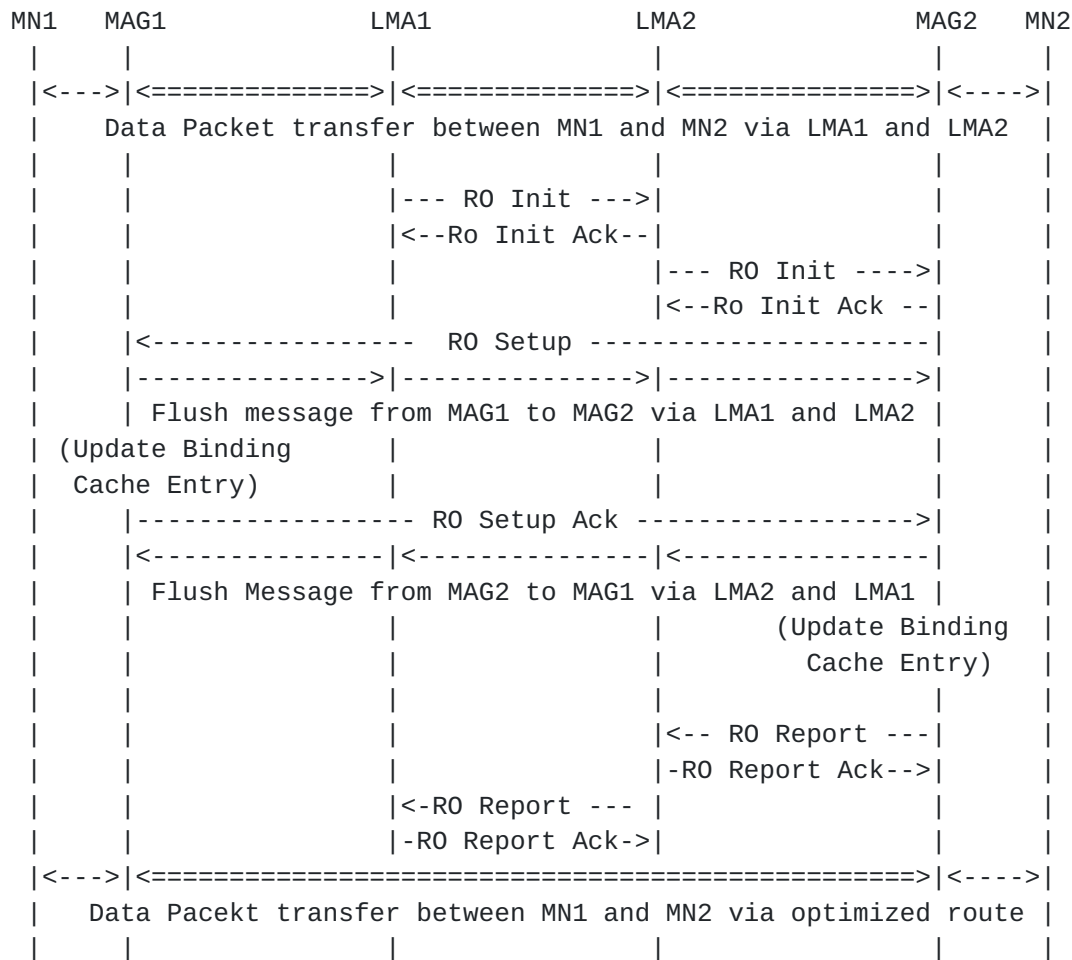 MN1 MAG1 LMA1 LMA2 MAG2 MN2
| | | | | |
|<--->|<==============>|<===============>|<===============>|<---->|
| Data Packet transfer between MN1 and MN2 via LMA1 and LMA2 |
| | | | | |
| | |--- RO Init --->| | |
| | |<--Ro Init Ack--| | |
| | | |--- RO Init ---->| |
| | | |<--Ro Init Ack --| |
| |<----------------- RO Setup ----------------------| |
| |--------------->|--------------->|---------------->| |
| | Flush message from MAG1 to MAG2 via LMA1 and LMA2 | |
| (Update Binding | | | |
| Cache Entry) | | | |
| |------------------ RO Setup Ack ------------------>| |
| |<---------------|<---------------|<----------------| |
| | Flush Message from MAG2 to MAG1 via LMA2 and LMA1 | |
| | | | (Update Binding |
| | | | Cache Entry) |
| | | | | |
| | | |<-- RO Report ---| |
| | | |-RO Report Ack-->| |
| | |<-RO Report --- | | |
| | |-RO Report Ack->| | |
|<--->|<=================================================>|<---->|
| Data Pacekt transfer between MN1 and MN2 via optimized route |
| | | | | |